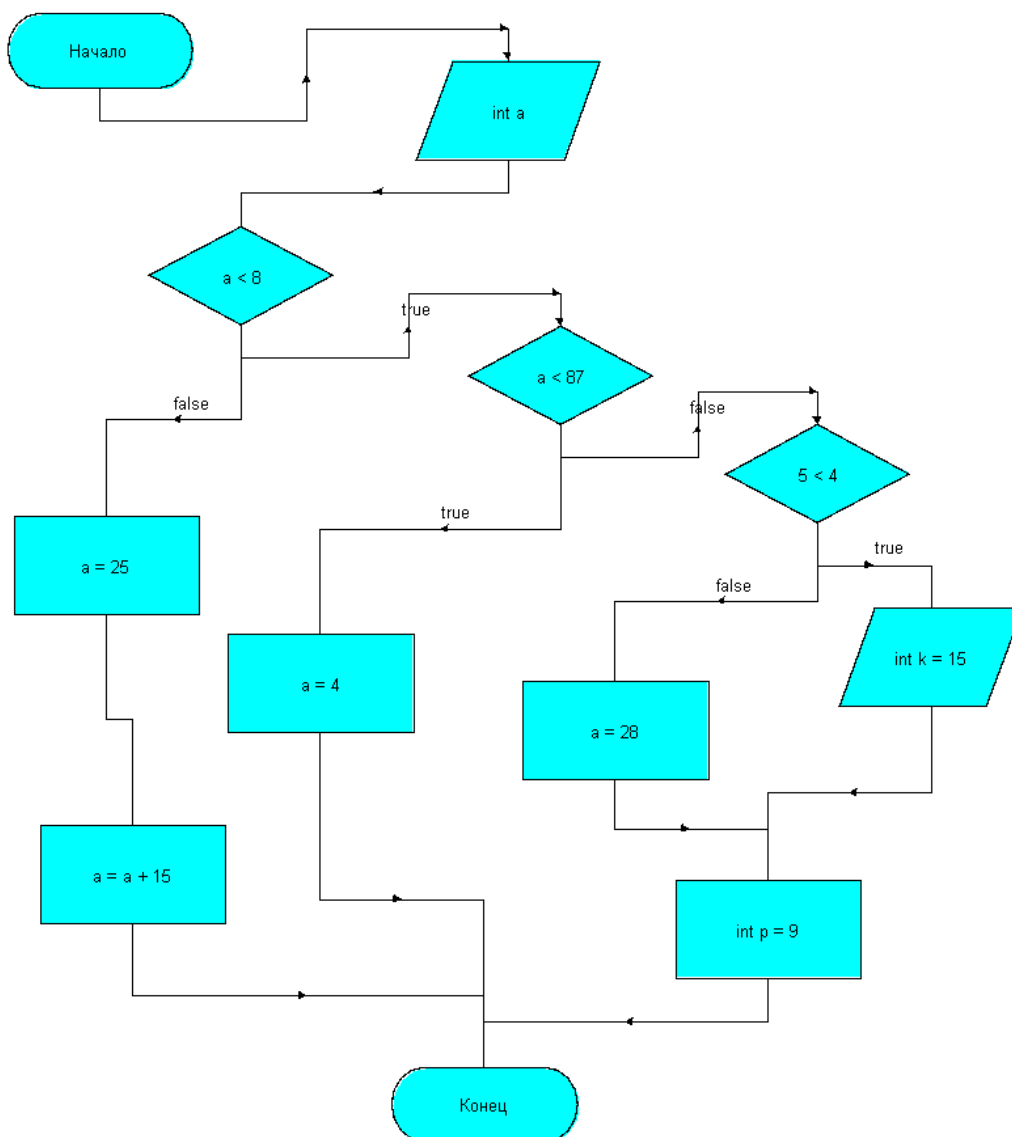 Начало
int a
a < 8
true
a < 87
false
false
5 < 4
true
true
a = 25
false
int k = 15
a = 4
a = 28
a = a + 15
int p = 9
Конец